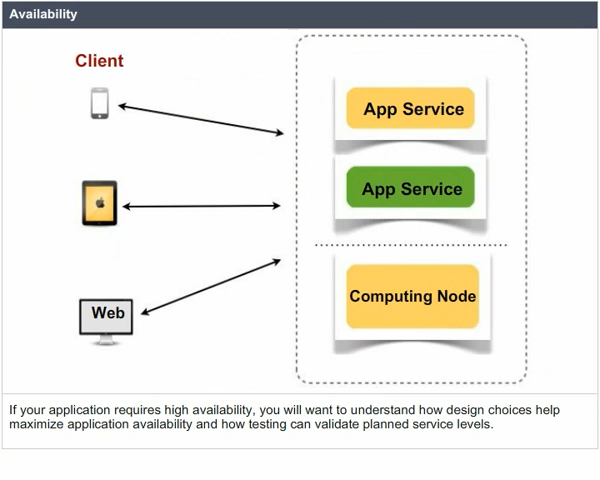 Availability
Client
App Service
App Service
Computing Node
Web
If your application requires high availability, you will want to understand how design choices help
maximize application availability and how testing can validate planned service levels.